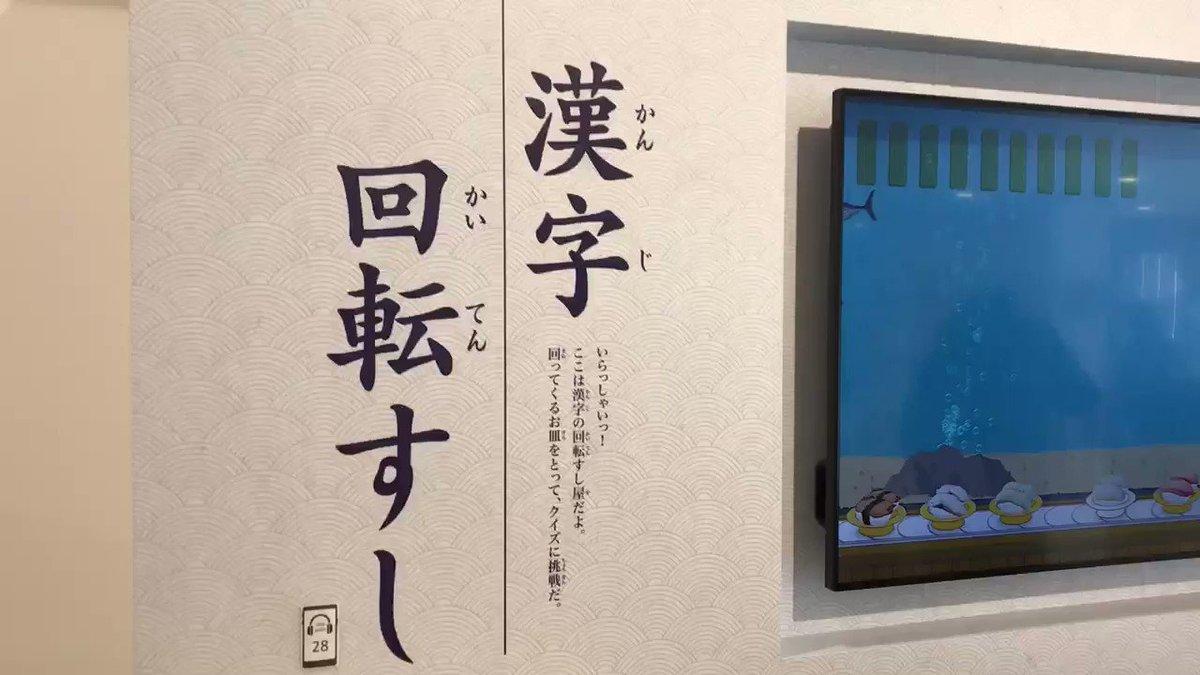 漢字
かんじ
回転すし
かいてん
いらっしゃいっ！
ここは漢字の回転すし屋だよ。
回ってくるお皿をとって、クイズに挑戦だ。
28